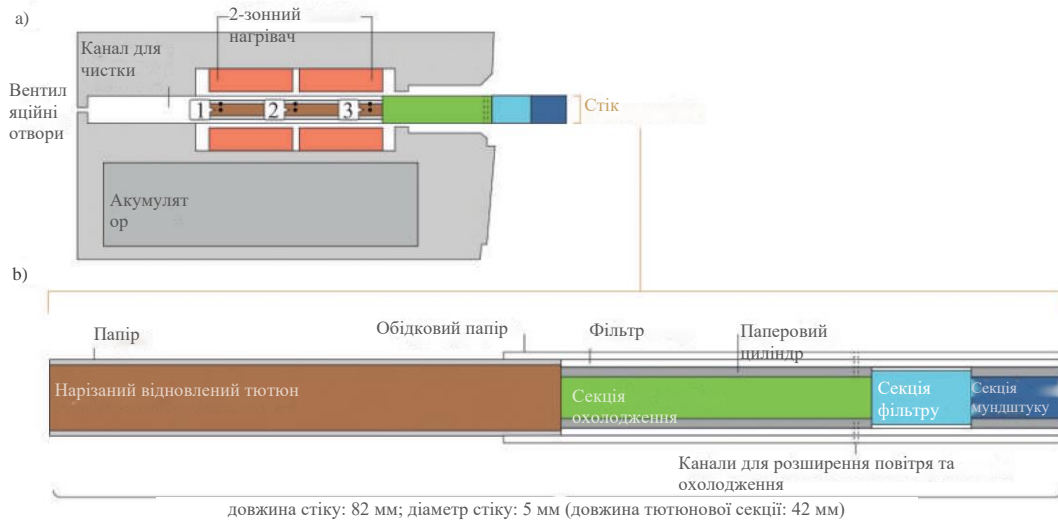 a)
2-зонний
нагрівач
Канал для
чистки
Вентил
яційні
отвори
1 2 3
Стік
Акумулят
ор
b)
Папір
Обідковий папір
Фільтр
Паперовий
циліндр
Нарізаний відновлений тютюн
Секція
охолодження
Секція
фільтру
Секція
мундштуку
Канали для розширення повітря та
охолодження
довжина стіку: 82 мм; діаметр стіку: 5 мм (довжина тютюнової секції: 42 мм)